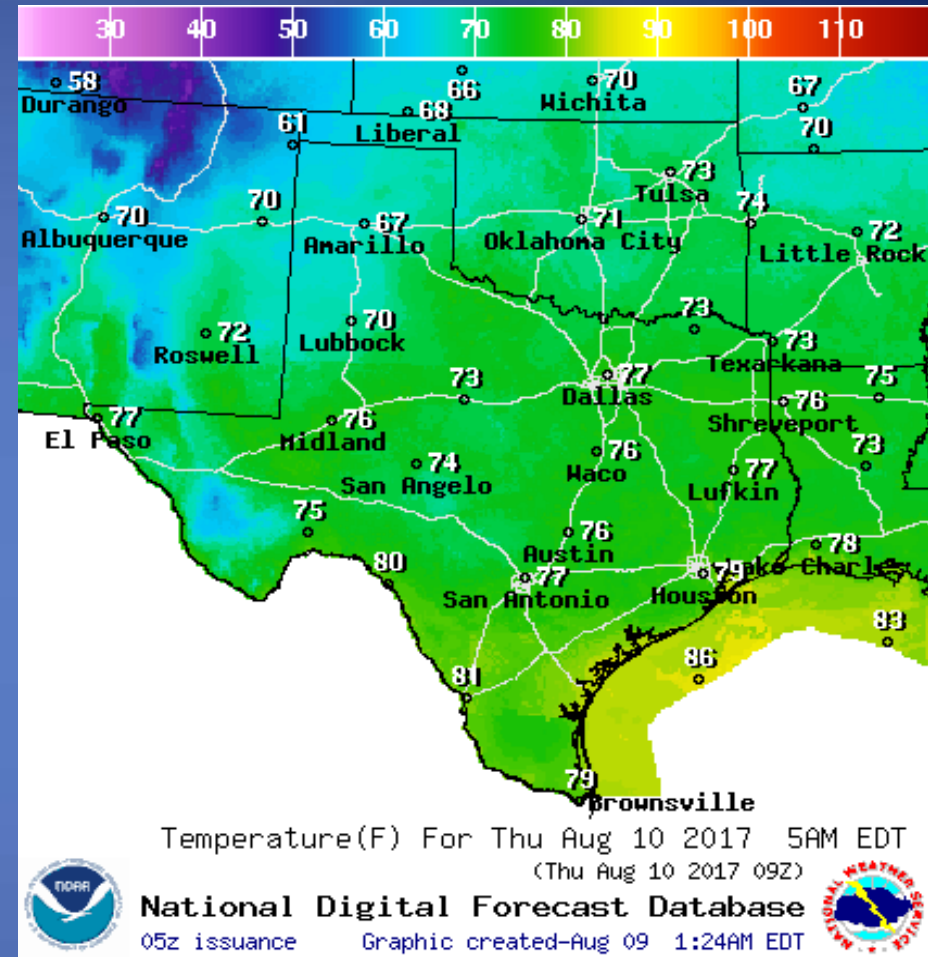 30 40 50 60 70 80 90 100 110
58
Durango
66
70
Wichita
67
68
Liberal
61
70
73
Tulsa
70
Albuquerque
70
67
Amarillo
71
Oklahoma City
74
72
Little Rock
72
Roswell
70
Lubbock
73
73
Texarkana
77
Dallas
73
75
77
El Paso
76
Midland
76
Shreveport
74
San Angelo
76
Waco
77
Lufkin
73
75
76
Austin
78
Lake Charles
80
77
San Antonio
79
Houston
83
86
81
79
Brownsville
Temperature(F) For Thu Aug 10 2017 5AM EDT
(Thu Aug 10 2017 09Z)
NOAA
National Digital Forecast Database
05z issuance Graphic created-Aug 09 1:24AM EDT
NATIONAL WEATHER SERVICE